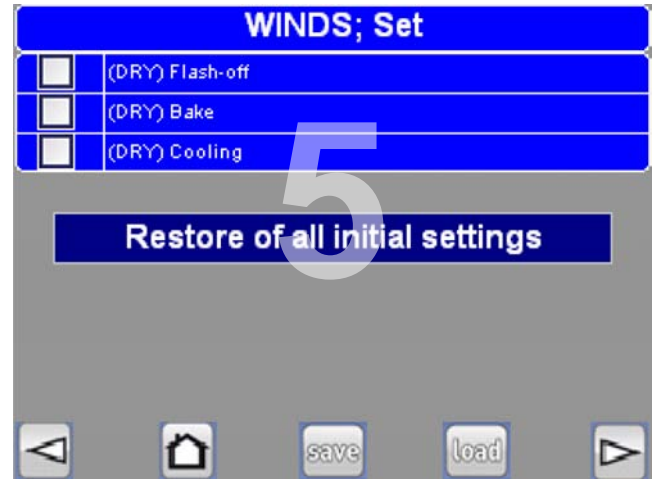 WINDS; Set
(DRY) Flash-off
(DRY) Bake
(DRY) Cooling
5
Restore of all initial settings
save
load